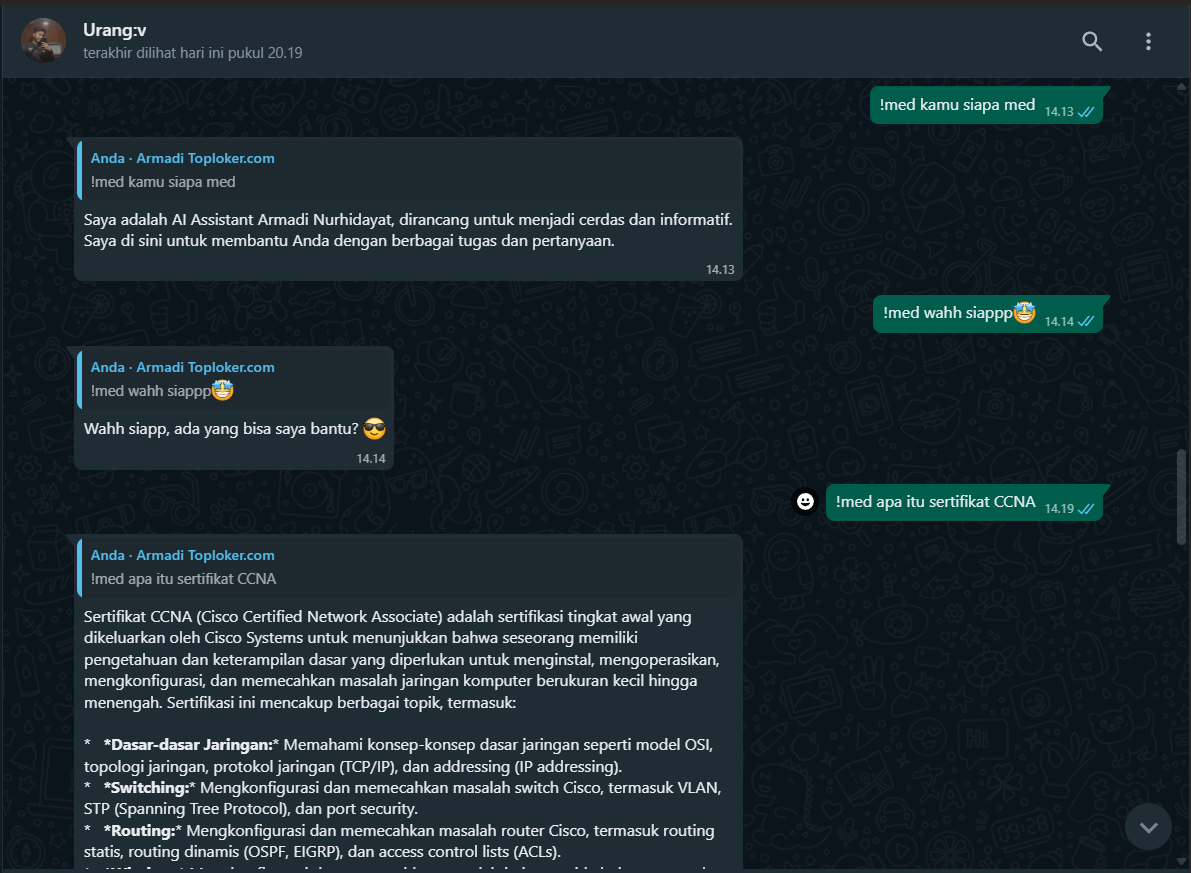 Urang:v
terakhir dilihat hari ini pukul 20.19
!med kamu siapa med 14.13
Anda · Armadi Toploker.com
!med kamu siapa med
Saya adalah AI Assistant Armadi Nurhidayat, dirancang untuk menjadi cerdas dan informatif.
Saya di sini untuk membantu Anda dengan berbagai tugas dan pertanyaan.
14.13
!med wahh siappp🤩 14.14
Anda · Armadi Toploker.com
!med wahh siappp🤩
Wahh siapp, ada yang bisa saya bantu? 😎
14.14
!med apa itu sertifikat CCNA 14.19
Anda · Armadi Toploker.com
!med apa itu sertifikat CCNA
Sertifikat CCNA (Cisco Certified Network Associate) adalah sertifikasi tingkat awal yang
dikeluarkan oleh Cisco Systems untuk menunjukkan bahwa seseorang memiliki
pengetahuan dan keterampilan dasar yang diperlukan untuk menginstal, mengoperasikan,
mengkonfigurasi, dan memecahkan masalah jaringan komputer berukuran kecil hingga
menengah. Sertifikasi ini mencakup berbagai topik, termasuk:
* *Dasar-dasar Jaringan:* Memahami konsep-konsep dasar jaringan seperti model OSI,
topologi jaringan, protokol jaringan (TCP/IP), dan addressing (IP addressing).
* *Switching:* Mengkonfigurasi dan memecahkan masalah switch Cisco, termasuk VLAN,
STP (Spanning Tree Protocol), dan port security.
* *Routing:* Mengkonfigurasi dan memecahkan masalah router Cisco, termasuk routing
statis, routing dinamis (OSPF, EIGRP), dan access control lists (ACLs).